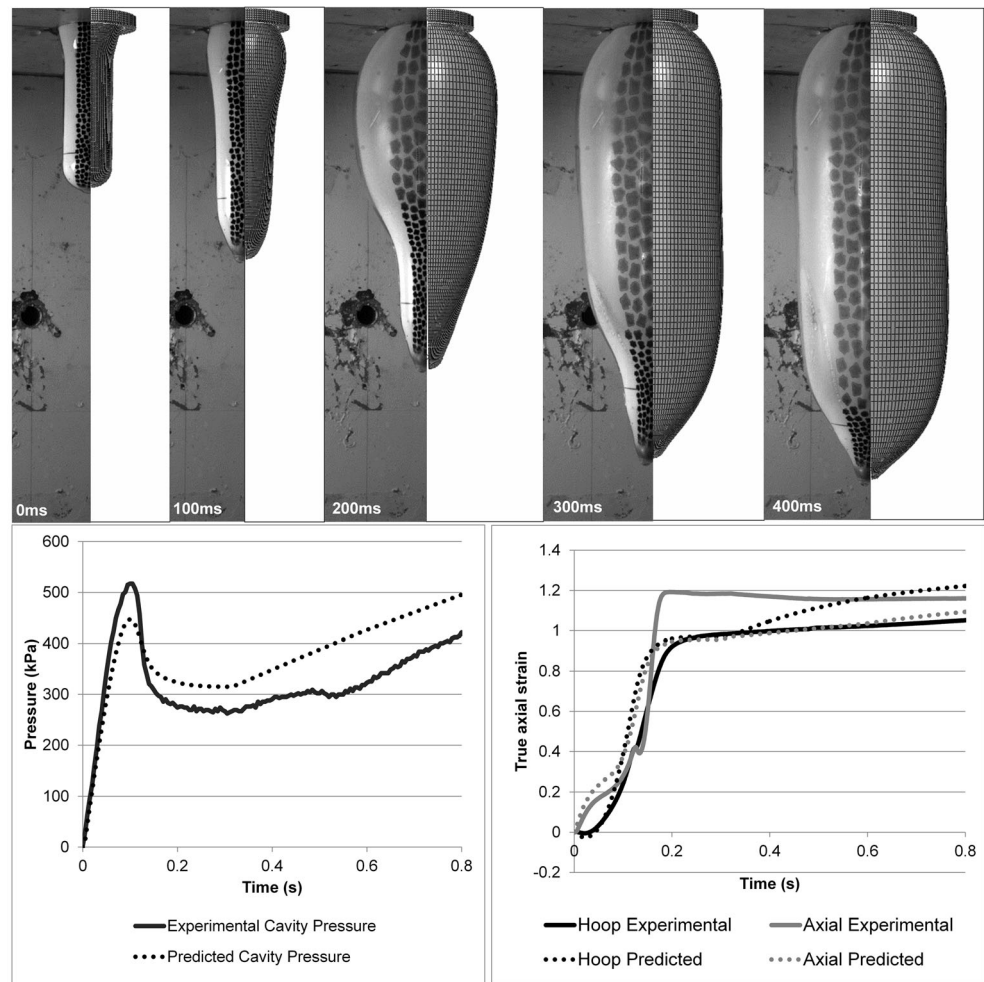 0ms
100ms
200ms
300ms
400ms
600
500
400
300
200
100
0
Pressure (kPa)
0
0.2
0.4
0.6
0.8
Time (s)
Experimental Cavity Pressure
Predicted Cavity Pressure
1.4
1.2
1
0.8
0.6
0.4
0.2
0
-0.2
True axial strain
0
0.2
0.4
0.6
0.8
Time (s)
Hoop Experimental
Axial Experimental
Hoop Predicted
Axial Predicted